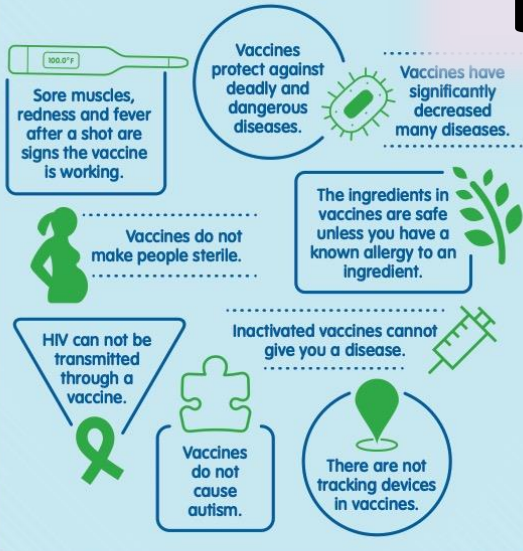 100.0°F
Sore muscles,
redness and fever
after a shot are
signs the vaccine
is working.
Vaccines
protect against
deadly and
dangerous
diseases.
Vaccines have
significantly
decreased
many diseases.
Vaccines do not
make people sterile.
The ingredients in
vaccines are safe
unless you have a
known allergy to an
ingredient.
HIV can not be
transmitted
through a
vaccine.
Inactivated vaccines cannot
give you a disease.
Vaccines
do not
cause
autism.
There are not
tracking devices
in vaccines.